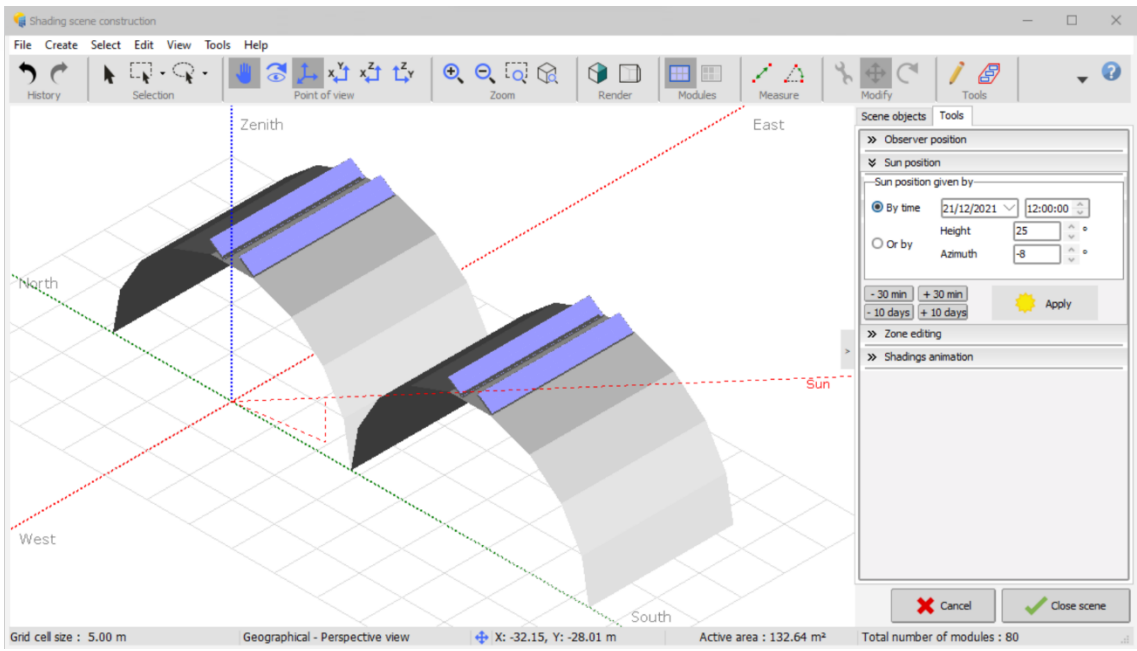 Shading scene construction
File Create Select Edit View Tools Help
History Selection Point of view Zoom Render Modules Measure Modify Tools
Scene objects Tools
Observer position
Sun position
Sun position given by
By time 21/12/2021 12:00:00
Height 25 °
Or by
Azimuth -8 °
- 30 min + 30 min
Apply
- 10 days + 10 days
Zone editing
Shadings animation
Zenith
East
North
Sun
West
South
Cancel Close scene
Grid cell size : 5.00 m Geographical - Perspective view X: -32.15, Y: -28.01 m Active area : 132.64 m² Total number of modules : 80